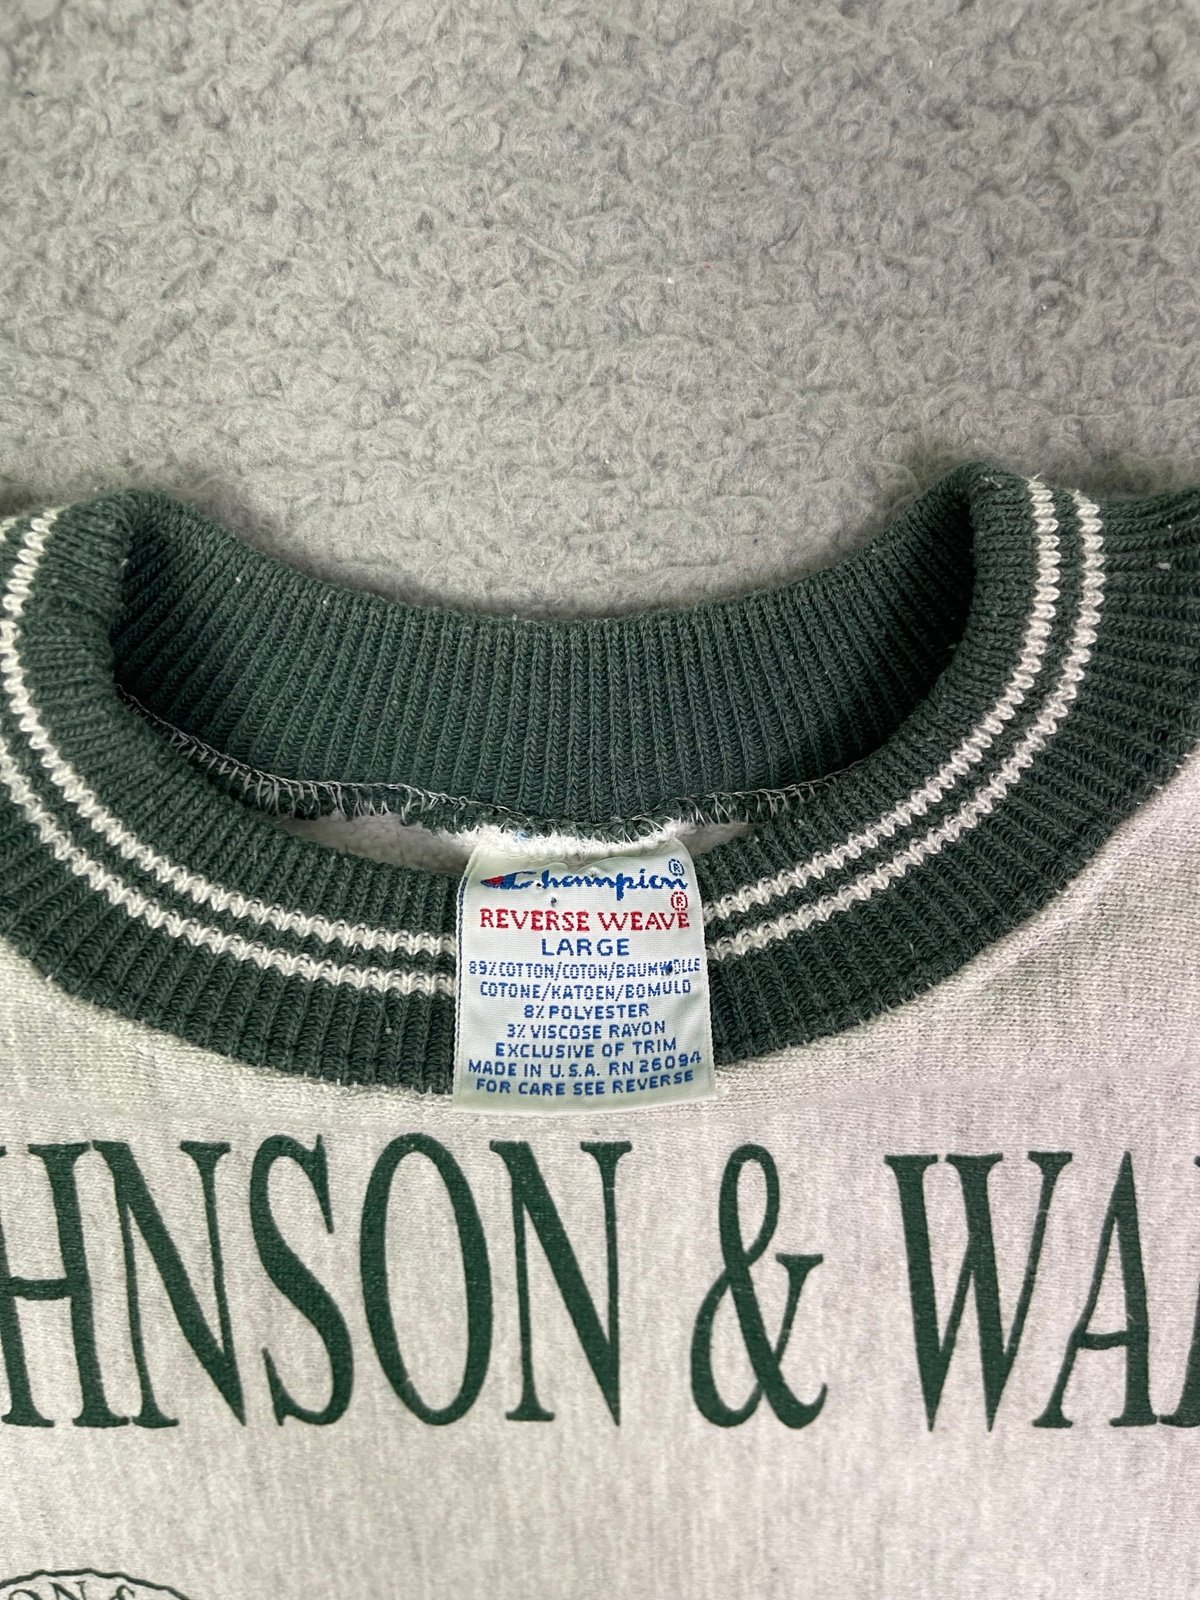 Champion®
REVERSE WEAVE®
LARGE
89% COTTON/COTON/BAUMWOLLE
COTONE/KATOEN/BOMULD
8% POLYESTER
3% VISCOSE RAYON
EXCLUSIVE OF TRIM
MADE IN U.S.A. RN 26094
FOR CARE SEE REVERSE
HNSON & WA
ON &